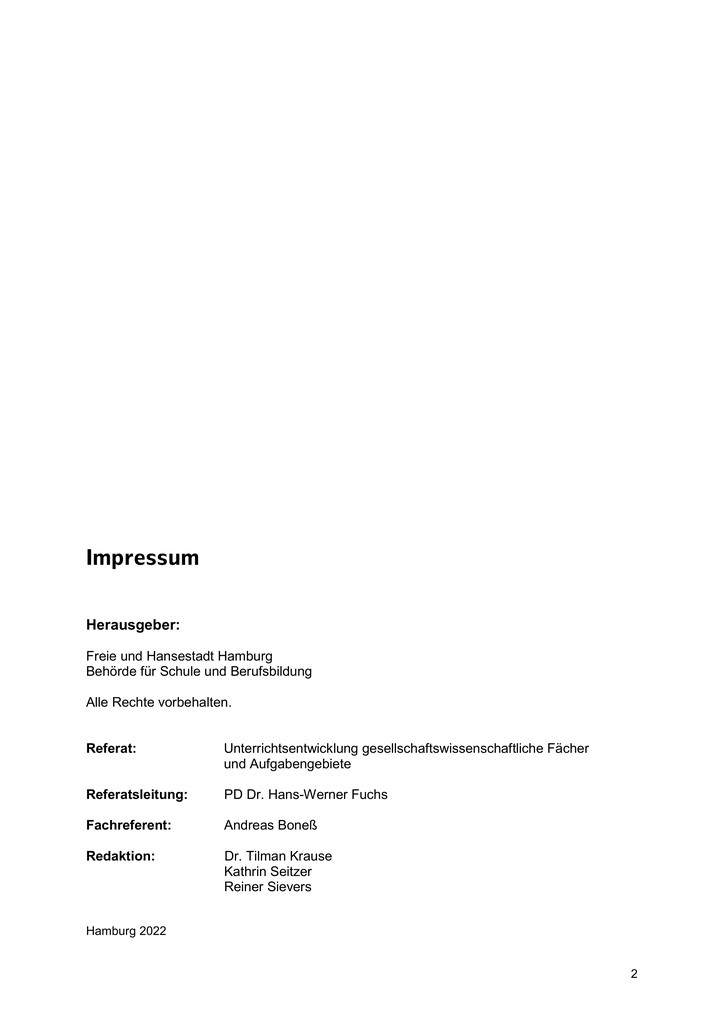 Impressum
Herausgeber:
Freie und Hansestadt Hamburg
Behörde für Schule und Berufsbildung
Alle Rechte vorbehalten.
Referat: Unterrichtsentwicklung gesellschaftswissenschaftliche Fächer
und Aufgabengebiete
Referatsleitung: PD Dr. Hans-Werner Fuchs
Fachreferent: Andreas Boneß
Redaktion: Dr. Tilman Krause
Kathrin Seitzer
Reiner Sievers
Hamburg 2022
2